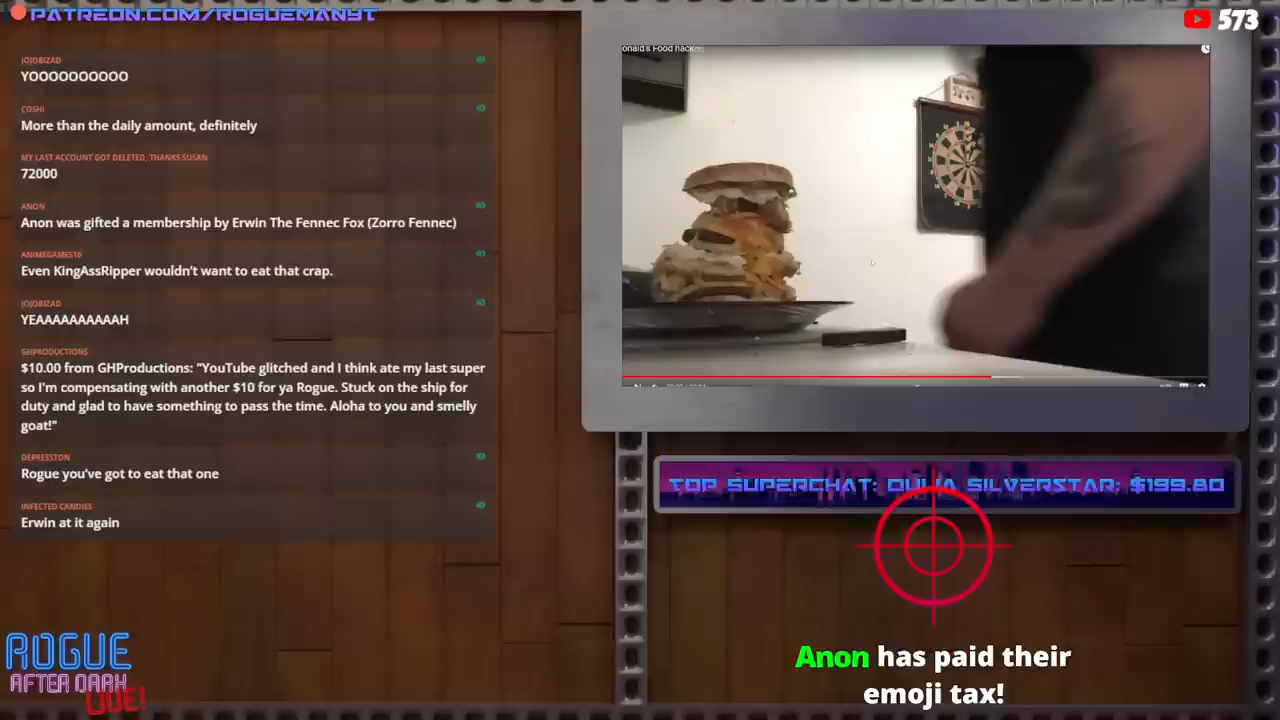 PATREON.COM/ROGUEMANYT
573
JOJOBIZAD
YOOOOOOOOOO
COSHI
More than the daily amount, definitely
MY LAST ACCOUNT GOT DELETED, THANKS SUSAN
72000
ANON
Anon was gifted a membership by Erwin The Fennec Fox (Zorro Fennec)
ANIMEGAMES16
Even KingAssRipper wouldn't want to eat that crap.
JOJOBIZAD
YEAAAAAAAAAH
GHPRODUCTIONS
$10.00 from GHProductions: "YouTube glitched and I think ate my last super
so I'm compensating with another $10 for ya Rogue. Stuck on the ship for
duty and glad to have something to pass the time. Aloha to you and smelly
goat!"
DEPRESSTON
Rogue you've got to eat that one
INFECTED CANDIES
Erwin at it again
onald's Food hack
TOP SUPERCHAT: SILVERSTAR: $199.80
Anon has paid their
emoji tax!
ROGUE
AFTER DARK
LIVE!